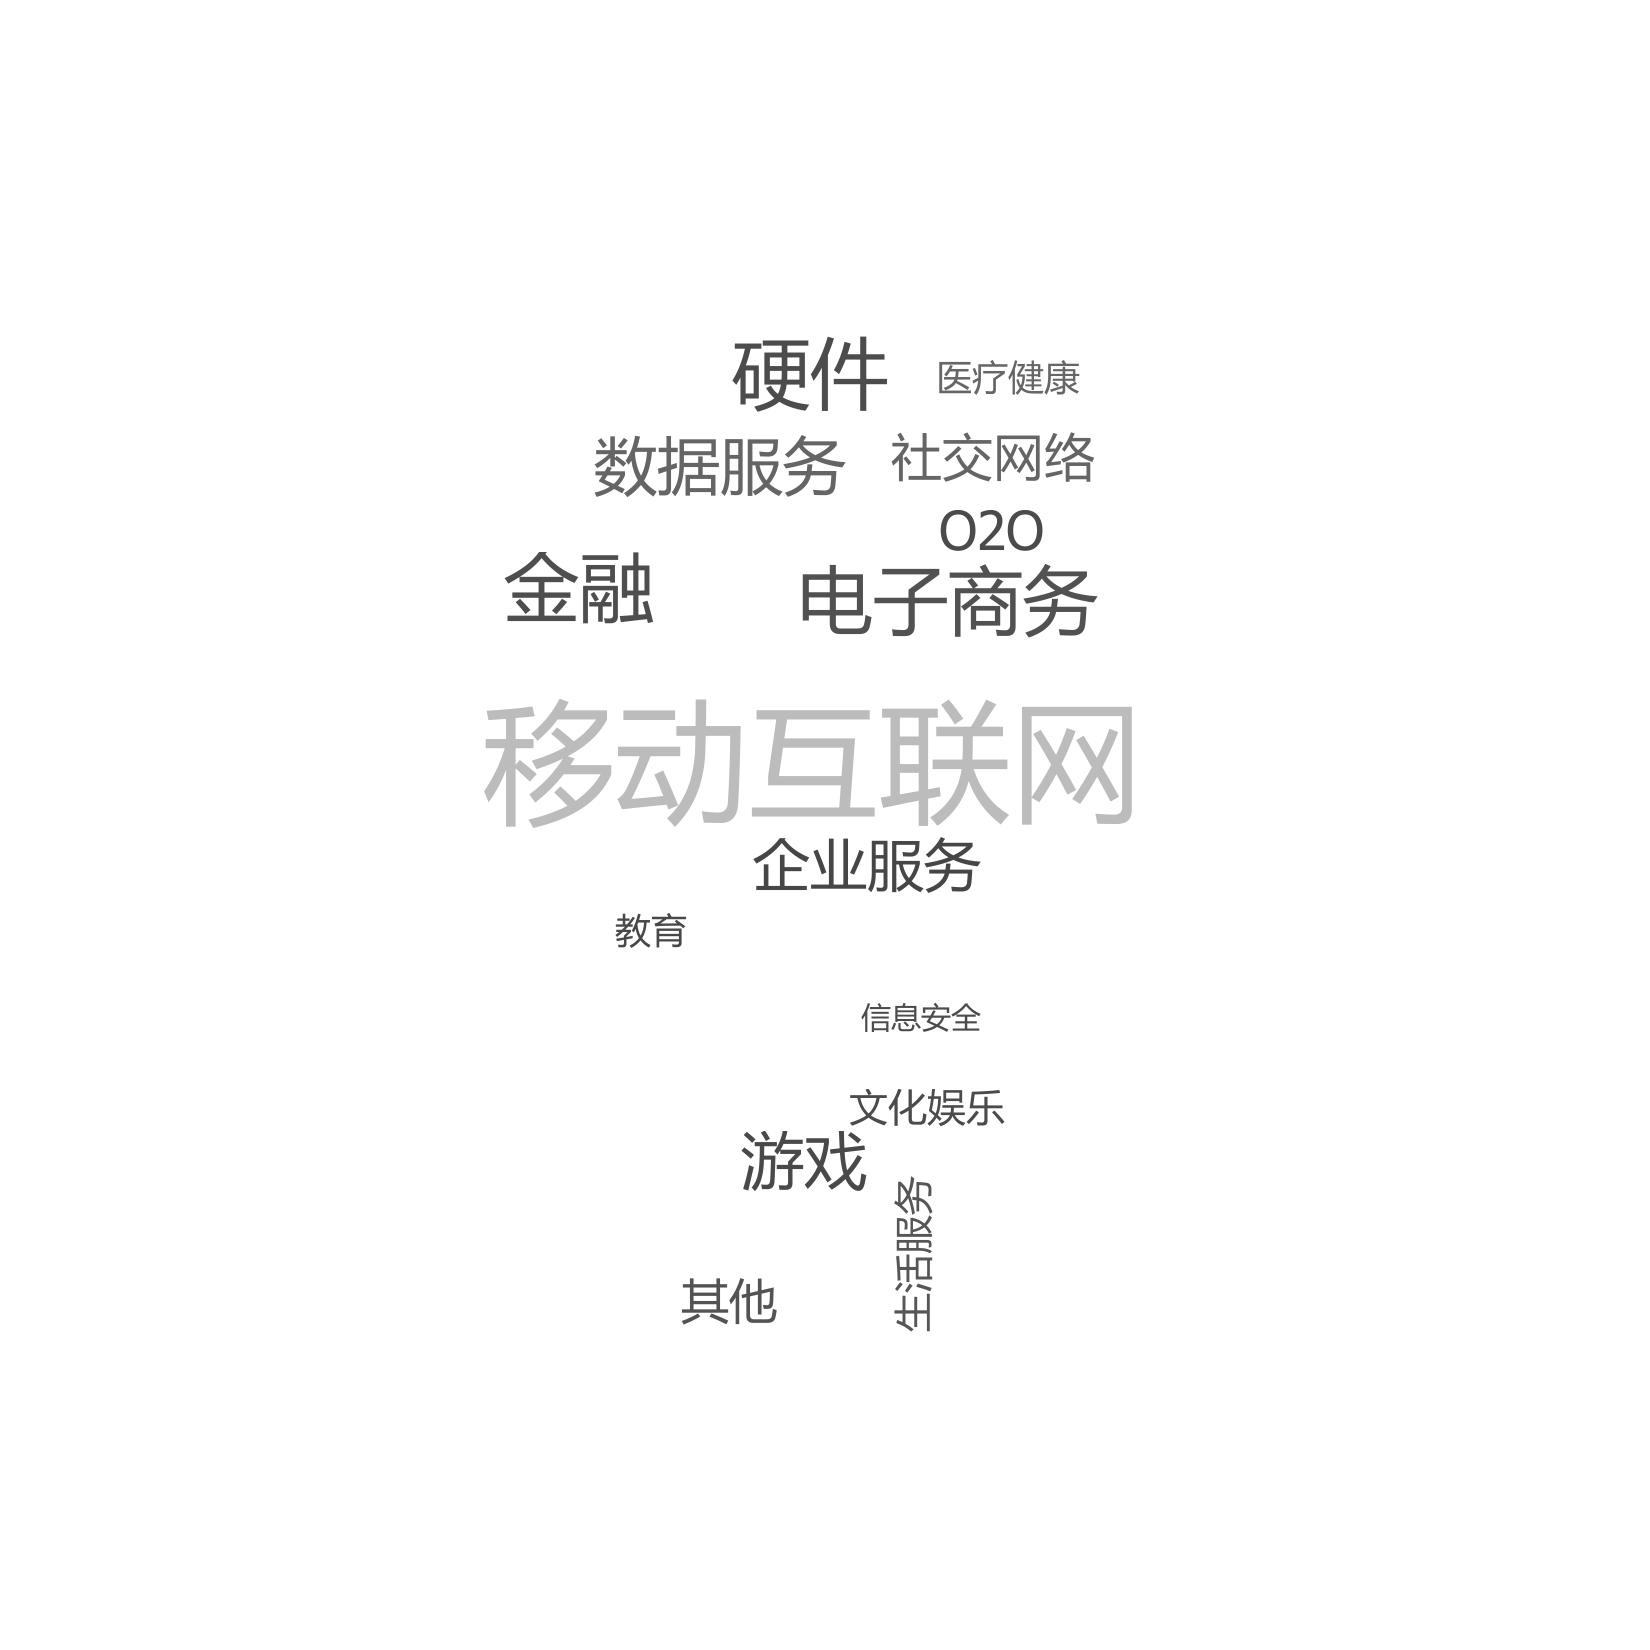 硬件
医疗健康
数据服务
社交网络
O2O
金融
电子商务
移动互联网
企业服务
教育
信息安全
文化娱乐
游戏
生活服务
其他